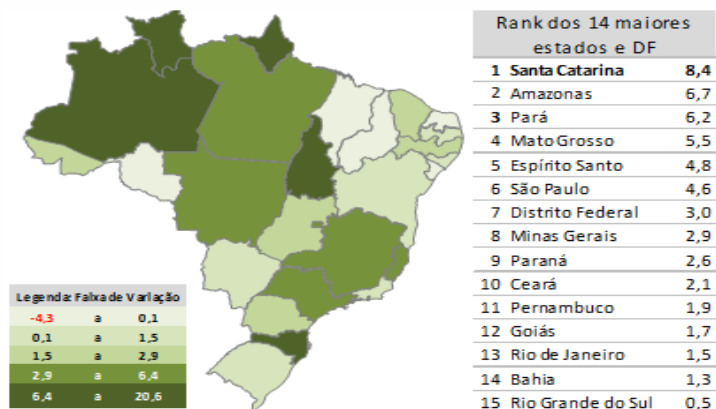 Rank dos 14 maiores
estados e DF
1 Santa Catarina 8,4
2 Amazonas 6,7
3 Pará 6,2
4 Mato Grosso 5,5
5 Espírito Santo 4,8
6 São Paulo 4,6
7 Distrito Federal 3,0
8 Minas Gerais 2,9
9 Paraná 2,6
10 Ceará 2,1
11 Pernambuco 1,9
12 Goiás 1,7
13 Rio de Janeiro 1,5
14 Bahia 1,3
15 Rio Grande do Sul 0,5
Legenda: Faixa de Variação
-4,3 a 0,1
0,1 a 1,5
1,5 a 2,9
2,9 a 6,4
6,4 a 20,6